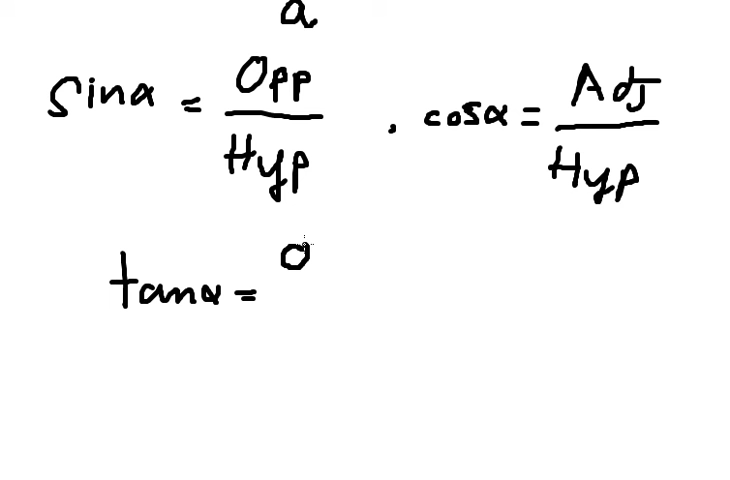 a
sinα = Opp/Hyp , cosα = Adj/Hyp
tanα = O